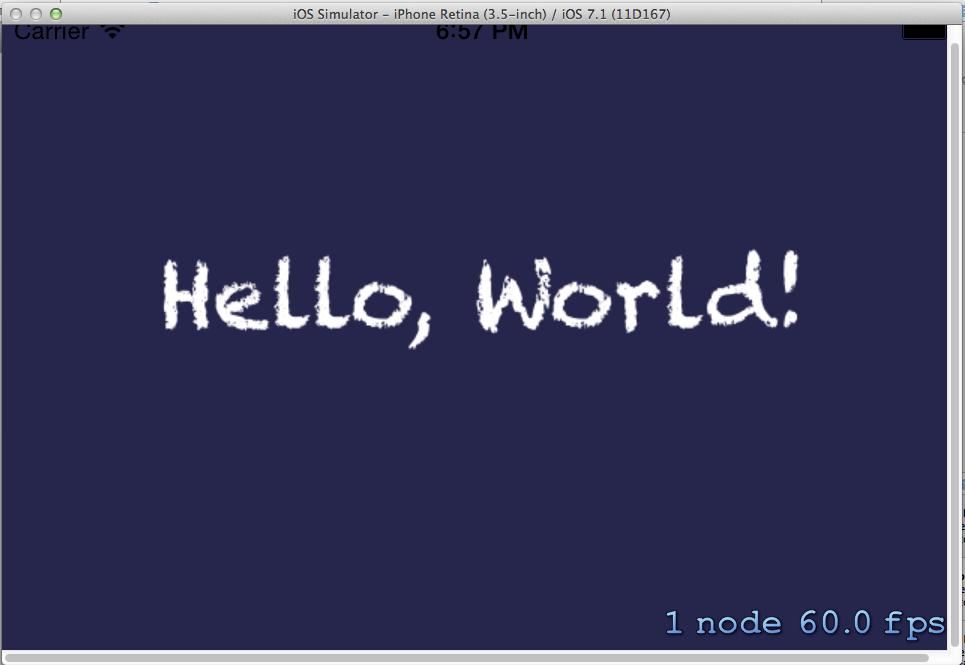 iOS Simulator – iPhone Retina (3.5-inch) / iOS 7.1 (11D167)
Carrier 6:57 PM
Hello, World!
1 node 60.0 fps